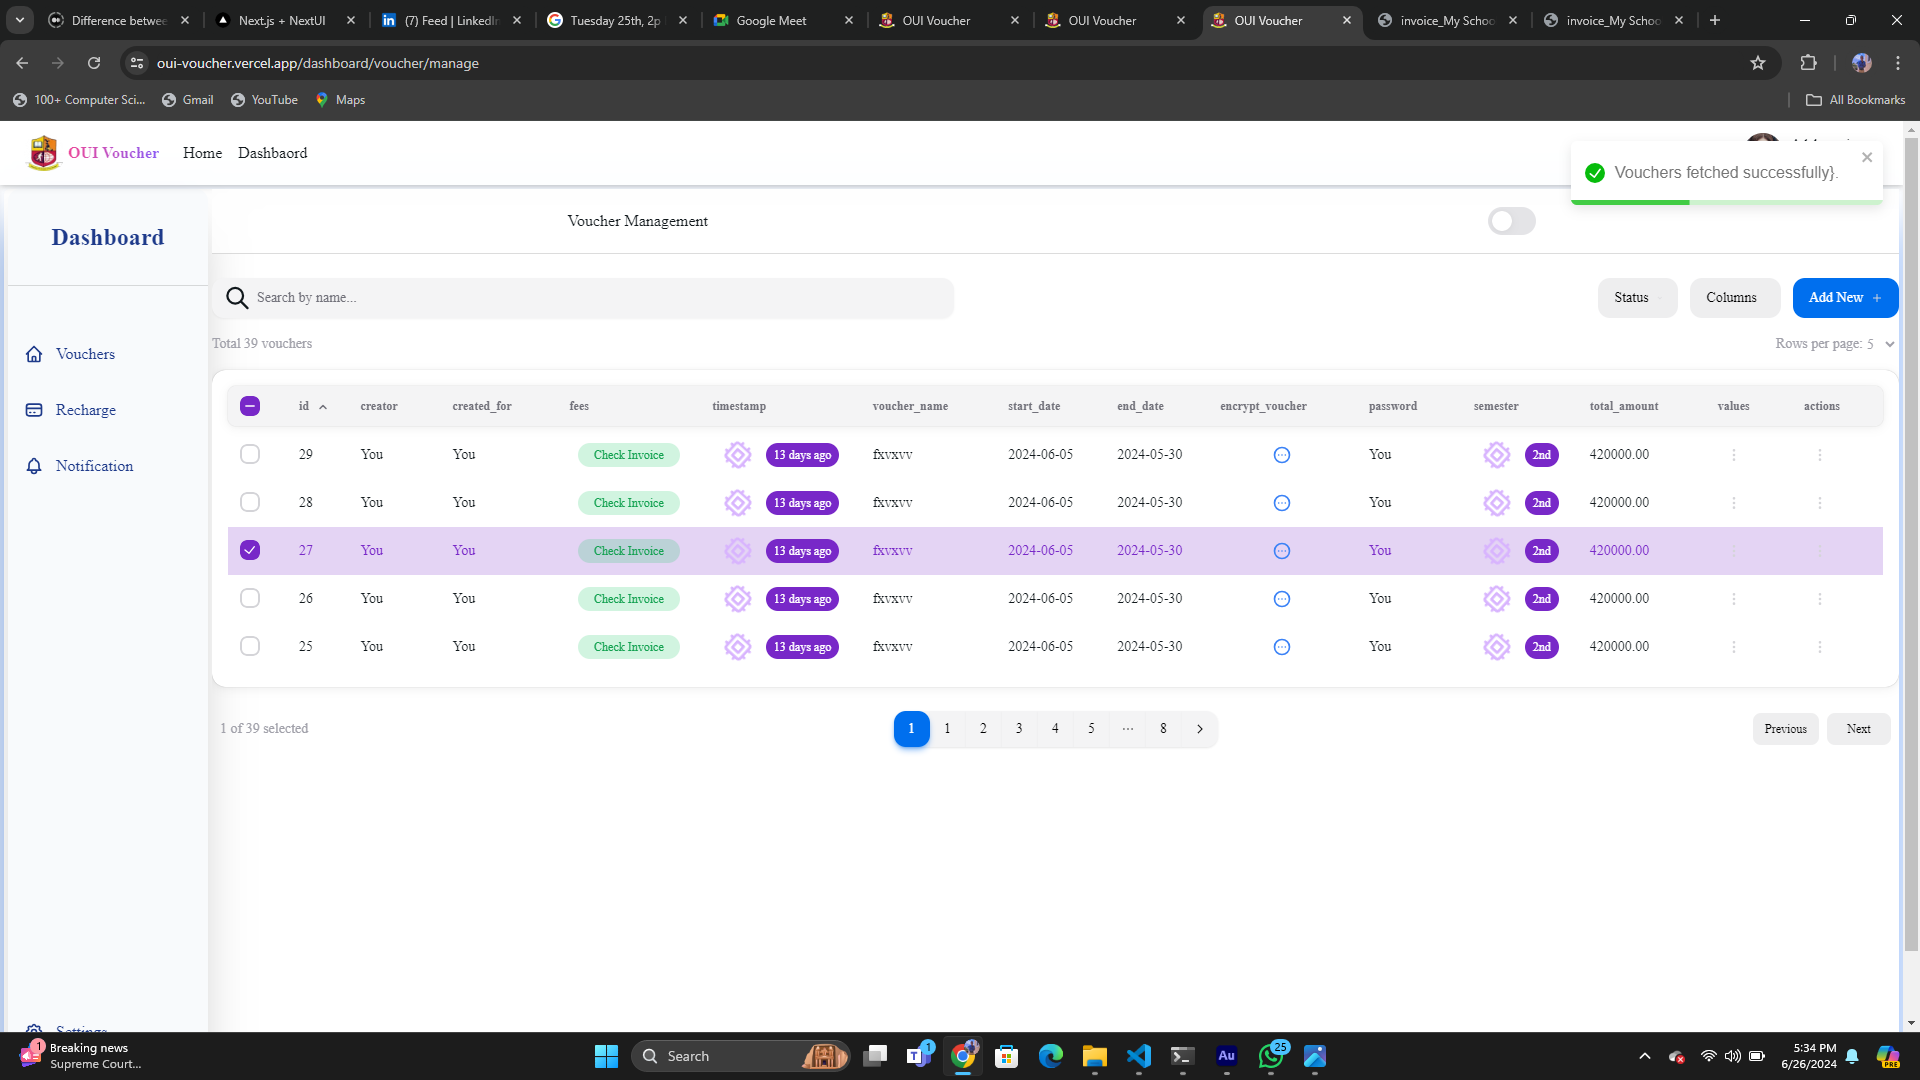 Difference betwee
Next.js + NextUI
(7) Feed | LinkedIn
Tuesday 25th, 2p
Google Meet
OUI Voucher
OUI Voucher
OUI Voucher
invoice_My Schoo
invoice_My Schoo
oui-voucher.vercel.app/dashboard/voucher/manage
100+ Computer Sci...
Gmail
YouTube
Maps
All Bookmarks
OUI Voucher
Home
Dashbaord
Vouchers fetched successfully}.
Dashboard
Voucher Management
Search by name...
Status
Columns
Add New +
Total 39 vouchers
Rows per page: 5
Vouchers
Recharge
Notification
id creator created_for fees timestamp voucher_name start_date end_date encrypt_voucher password semester total_amount values actions
29 You You Check Invoice 13 days ago fxvxvv 2024-06-05 2024-05-30 You 2nd 420000.00
28 You You Check Invoice 13 days ago fxvxvv 2024-06-05 2024-05-30 You 2nd 420000.00
27 You You Check Invoice 13 days ago fxvxvv 2024-06-05 2024-05-30 You 2nd 420000.00
26 You You Check Invoice 13 days ago fxvxvv 2024-06-05 2024-05-30 You 2nd 420000.00
25 You You Check Invoice 13 days ago fxvxvv 2024-06-05 2024-05-30 You 2nd 420000.00
1 of 39 selected
1 1 2 3 4 5 ... 8
Previous
Next
Settings
1
Breaking news
Supreme Court...
Search
T
1
Au
25
PRE
5:34 PM
6/26/2024